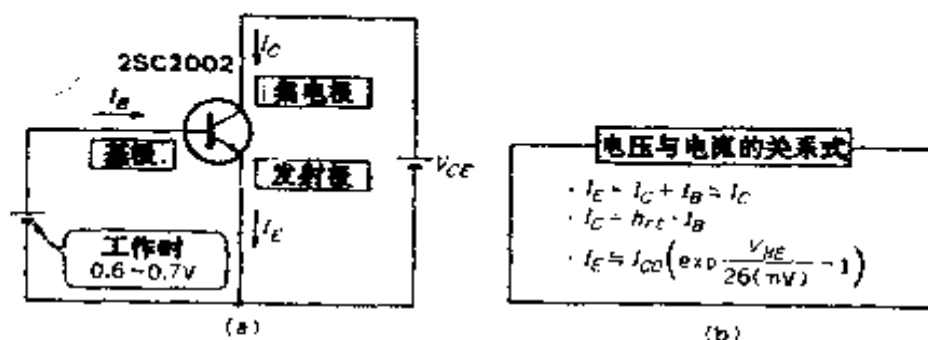 2SC2002
I_C
I_B
集电极
基极
发射极
V_CE
I_E
工作时
0.6~0.7V
(a)
电压与电流的关系式
· I_E = I_C + I_B ≒ I_C
· I_C = h_FE · I_B
· I_E ≒ I_CO(exp V_BE/26(mV) − 1)
(b)